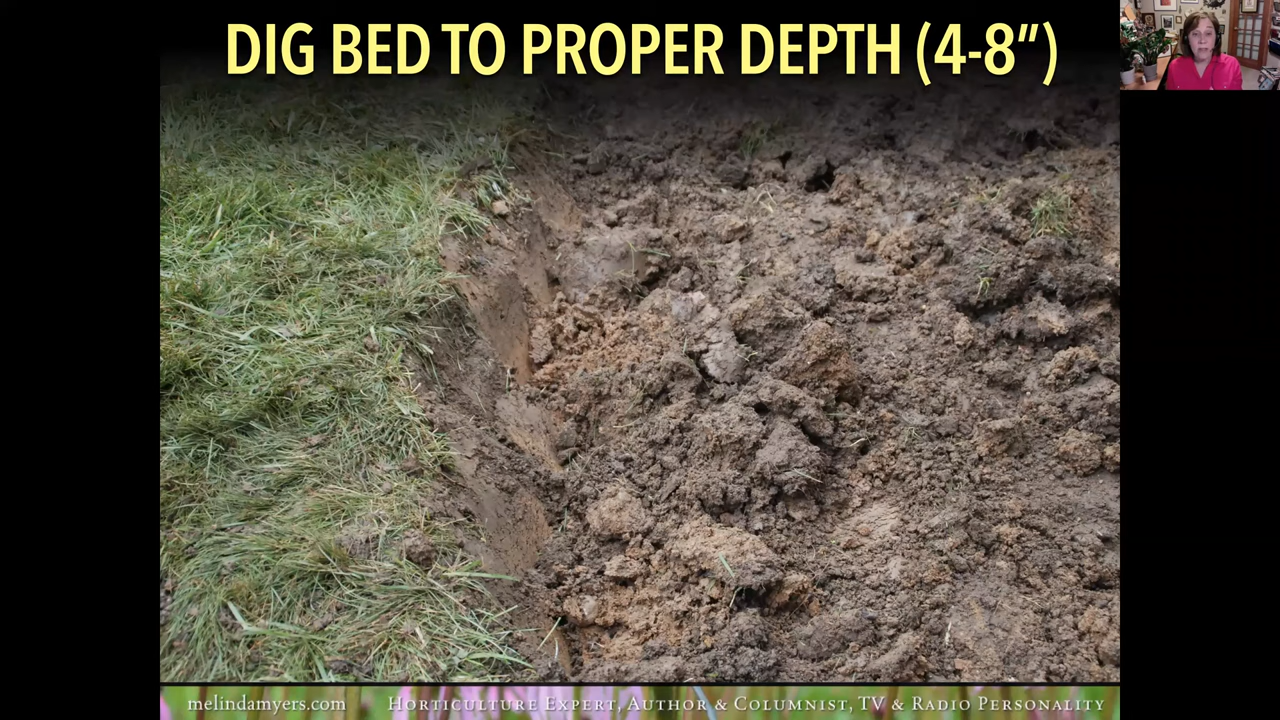 DIG BED TO PROPER DEPTH (4-8″)
melindamyers.com HORTICULTURE EXPERT, AUTHOR & COLUMNIST, TV & RADIO PERSONALITY